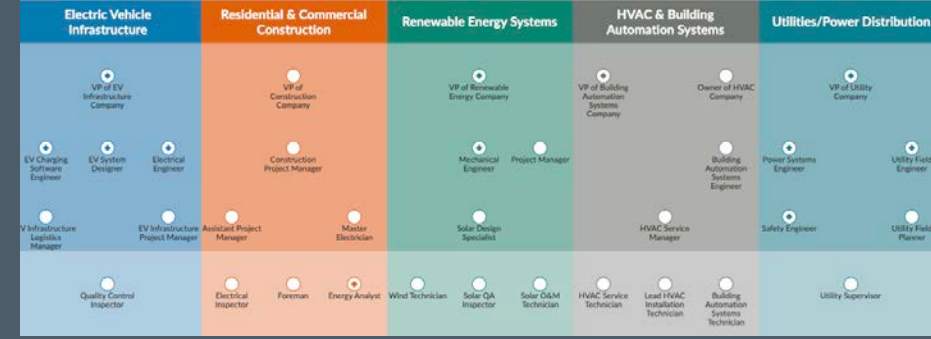 Electric Vehicle
Infrastructure
Residential & Commercial
Construction
Renewable Energy Systems
HVAC & Building
Automation Systems
Utilities/Power Distribution
VP of EV
Infrastructure
Company
VP of
Construction
Company
VP of Renewable
Energy Company
VP of Building
Automation
Systems
Company
Owner of HVAC
Company
VP of Utility
Company
EV Charging
Software
Engineer
EV System
Designer
Electrical
Engineer
Construction
Project Manager
Mechanical
Engineer
Project Manager
Building
Automation
Systems
Engineer
Power Systems
Engineer
Utility Field
Engineer
V Infrastructure
Logistics
Manager
EV Infrastructure
Project Manager
Assistant Project
Manager
Master
Electrician
Solar Design
Specialist
HVAC Service
Manager
Safety Engineer
Utility Field
Planner
Quality Control
Inspector
Electrical
Inspector
Foreman
Energy Analyst
Wind Technician
Solar QA
Inspector
Solar O&M
Technician
HVAC Service
Technician
Lead HVAC
Installation
Technician
Building
Automation
Systems
Technician
Utility Supervisor